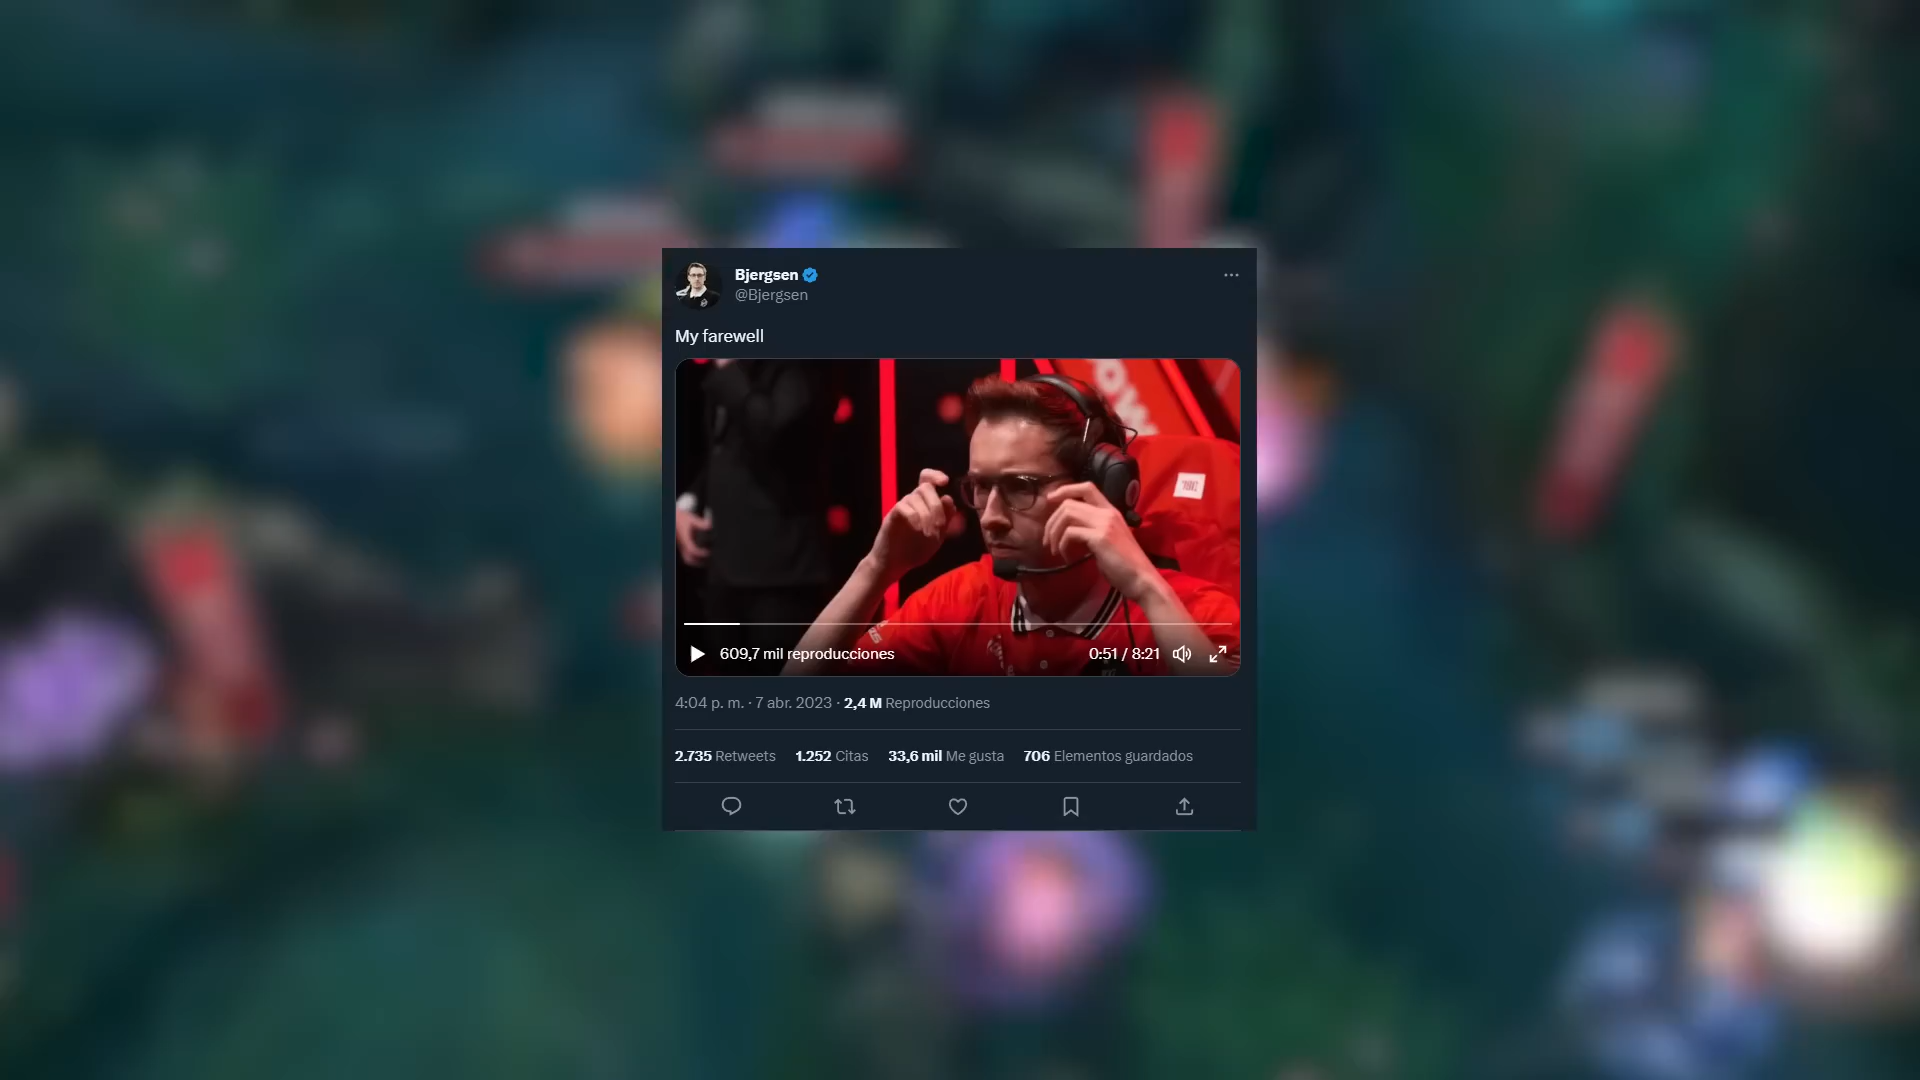 Bjergsen
@Bjergsen
My farewell
609,7 mil reproducciones
0:51 / 8:21
4:04 p. m. · 7 abr. 2023 · 2,4 M Reproducciones
2.735 Retweets 1.252 Citas 33,6 mil Me gusta 706 Elementos guardados